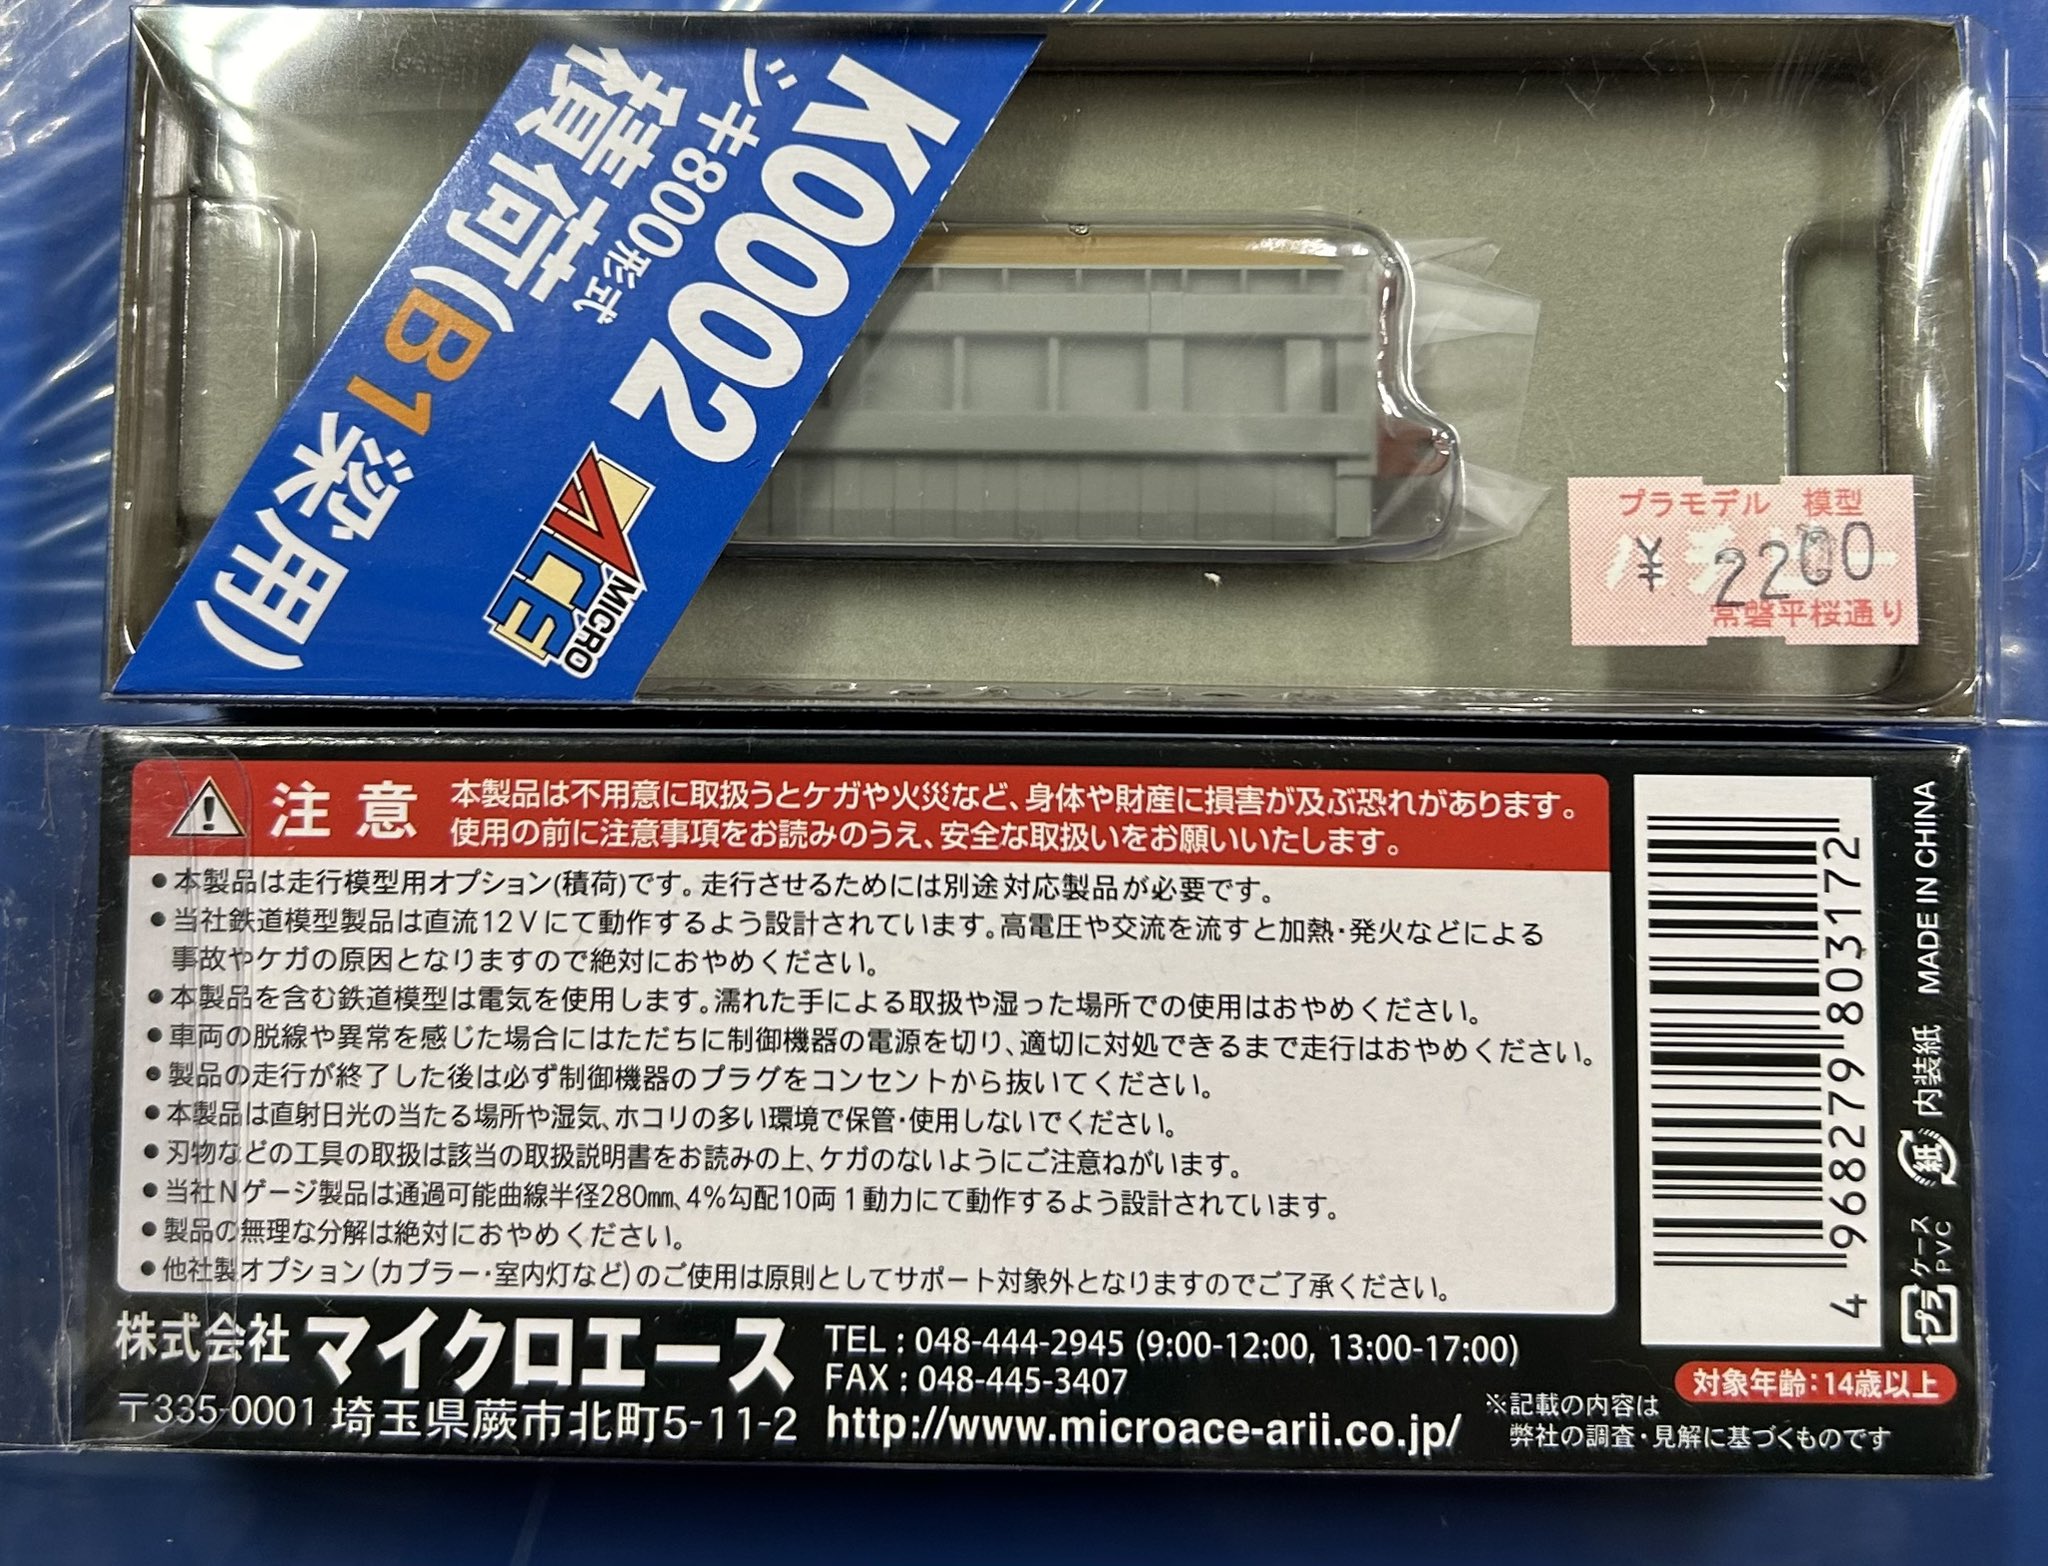 K0002
シキ800形式
積荷(B1梁用)
MICRO ACE
プラモデル 模型
¥ 2200
常磐平桜通り
注意
本製品は不用意に取扱うとケガや火災など、身体や財産に損害が及ぶ恐れがあります。
使用の前に注意事項をお読みのうえ、安全な取扱いをお願いいたします。
●本製品は走行模型用オプション(積荷)です。走行させるためには別途対応製品が必要です。
●当社鉄道模型製品は直流12Vにて動作するよう設計されています。高電圧や交流を流すと加熱・発火などによる
事故やケガの原因となりますので絶対におやめください。
●本製品を含む鉄道模型は電気を使用します。濡れた手による取扱や湿った場所での使用はおやめください。
●車両の脱線や異常を感じた場合にはただちに制御機器の電源を切り、適切に対処できるまで走行はおやめください。
●製品の走行が終了した後は必ず制御機器のプラグをコンセントから抜いてください。
●本製品は直射日光の当たる場所や湿気、ホコリの多い環境で保管・使用しないでください。
●刃物などの工具の取扱は該当の取扱説明書をお読みの上、ケガのないようにご注意ねがいます。
●当社Nゲージ製品は通過可能曲線半径280mm、4%勾配10両1動力にて動作するよう設計されています。
●製品の無理な分解は絶対におやめください。
●他社製オプション(カプラー・室内灯など)のご使用は原則としてサポート対象外となりますのでご了承ください。
株式会社 マイクロエース
〒335-0001 埼玉県蕨市北町5-11-2
TEL : 048-444-2945 (9:00-12:00, 13:00-17:00)
FAX : 048-445-3407
http://www.microace-arii.co.jp/
4 968279 803172
プラ ケース PVC 紙 内装紙 MADE IN CHINA
対象年齢:14歳以上
※記載の内容は
弊社の調査・見解に基づくものです